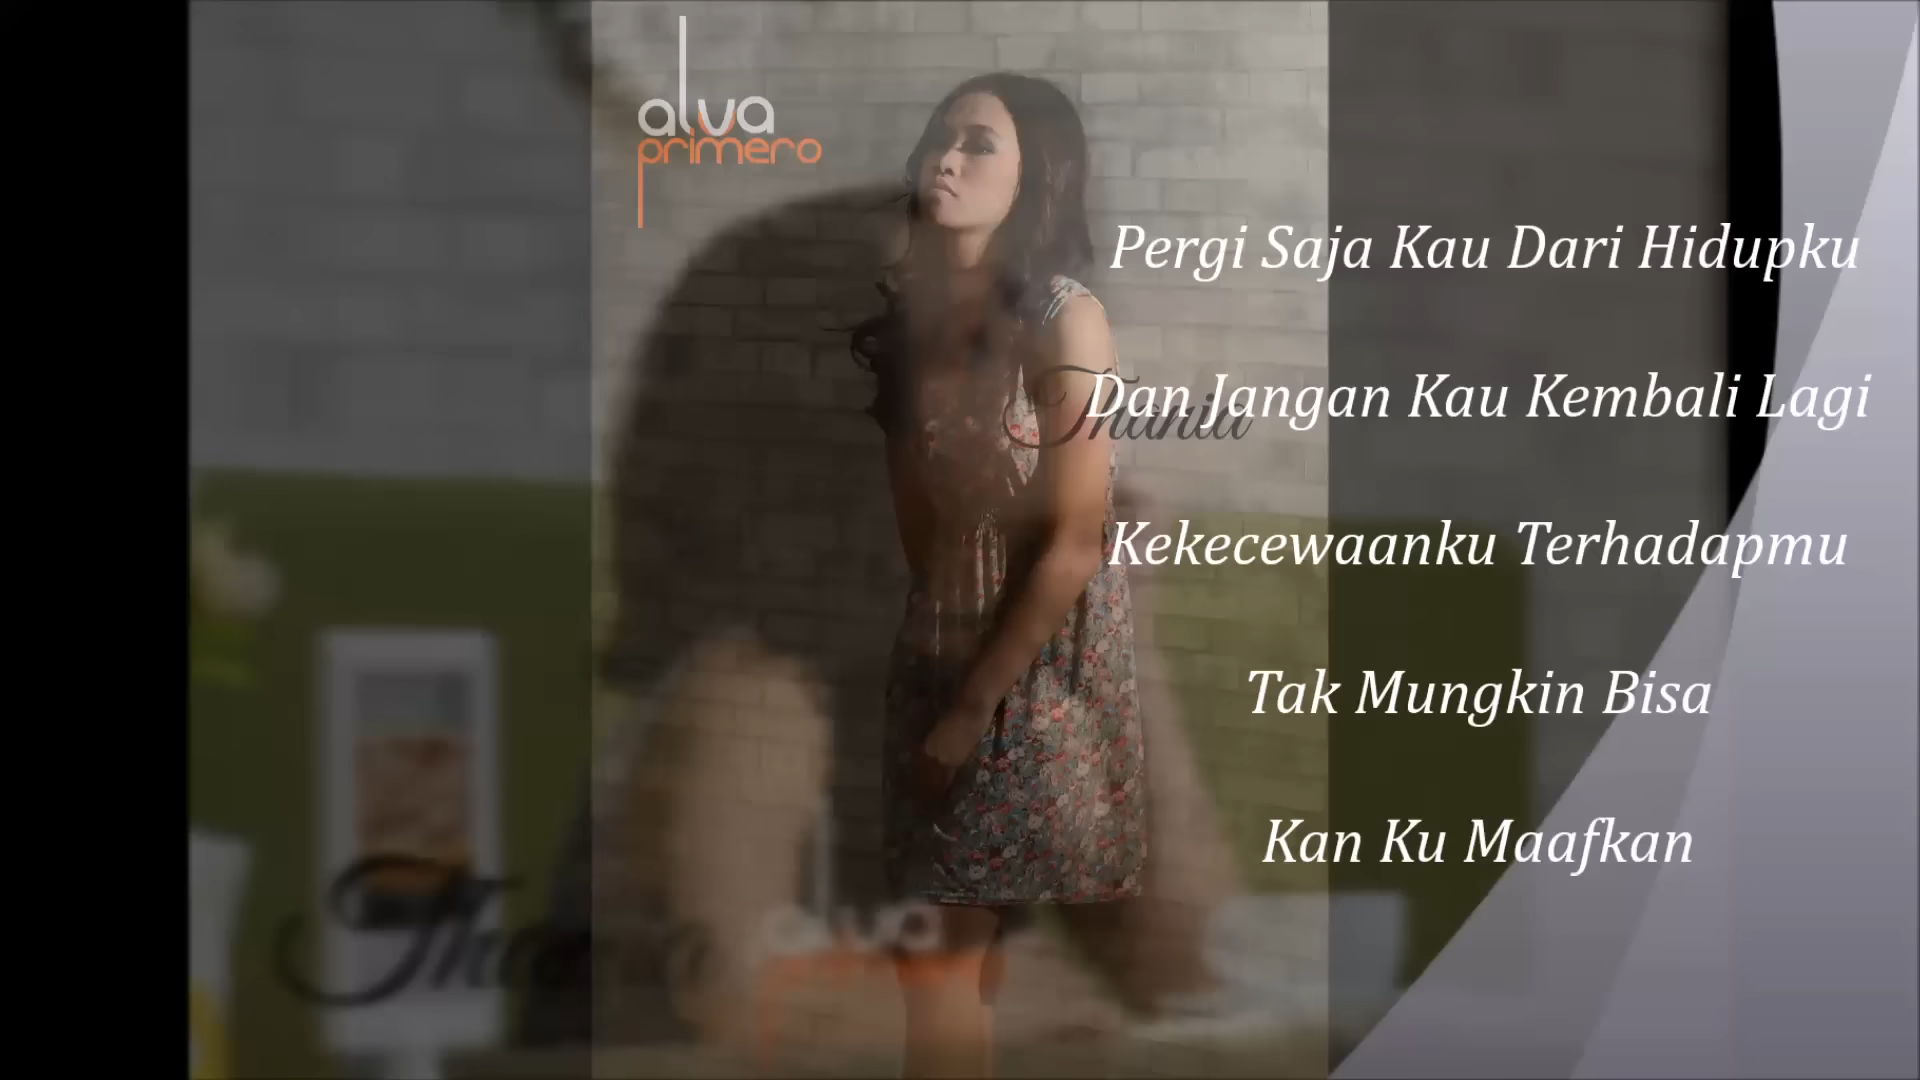 alva
primero
Pergi Saja Kau Dari Hidupku
Dan Jangan Kau Kembali Lagi
Thania
Kekecewaanku Terhadapmu
Tak Mungkin Bisa
Kan Ku Maafkan